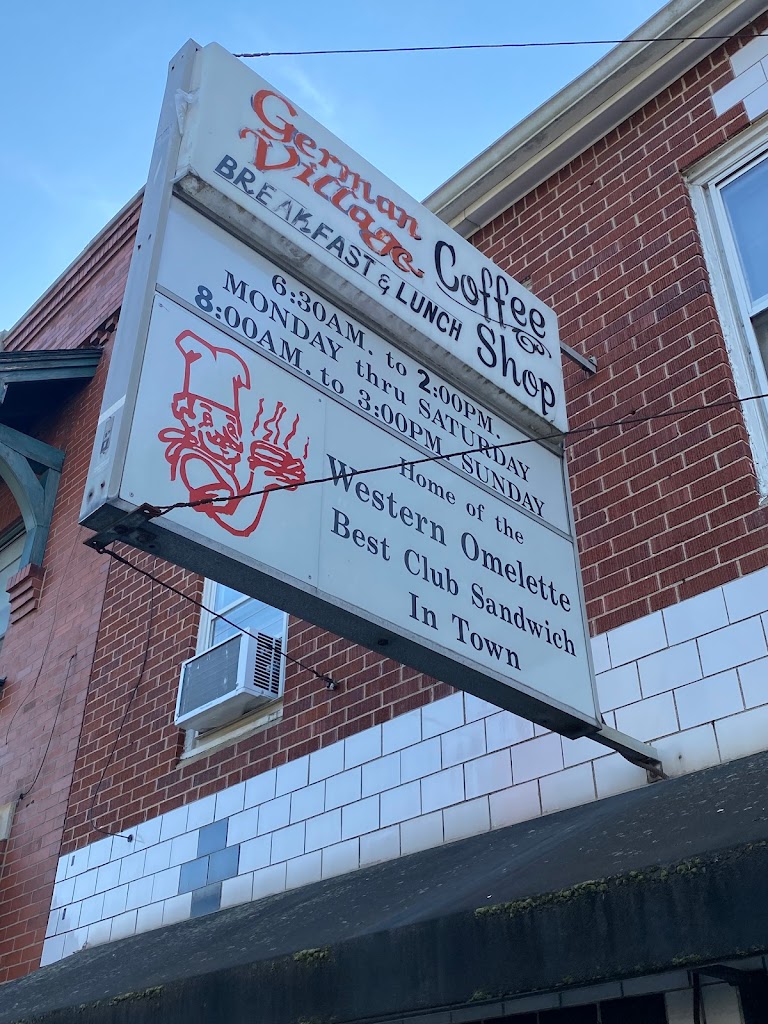 German
Village
Coffee
Shop
BREAKFAST & LUNCH
6:30AM. to 2:00PM.
MONDAY thru SATURDAY
8:00AM. to 3:00PM. SUNDAY
Home of the
Western Omelette
Best Club Sandwich
In Town